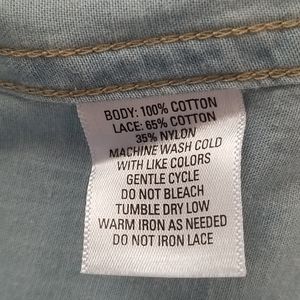 BODY: 100% COTTON
LACE: 65% COTTON
35% NYLON
MACHINE WASH COLD
WITH LIKE COLORS
GENTLE CYCLE
DO NOT BLEACH
TUMBLE DRY LOW
WARM IRON AS NEEDED
DO NOT IRON LACE